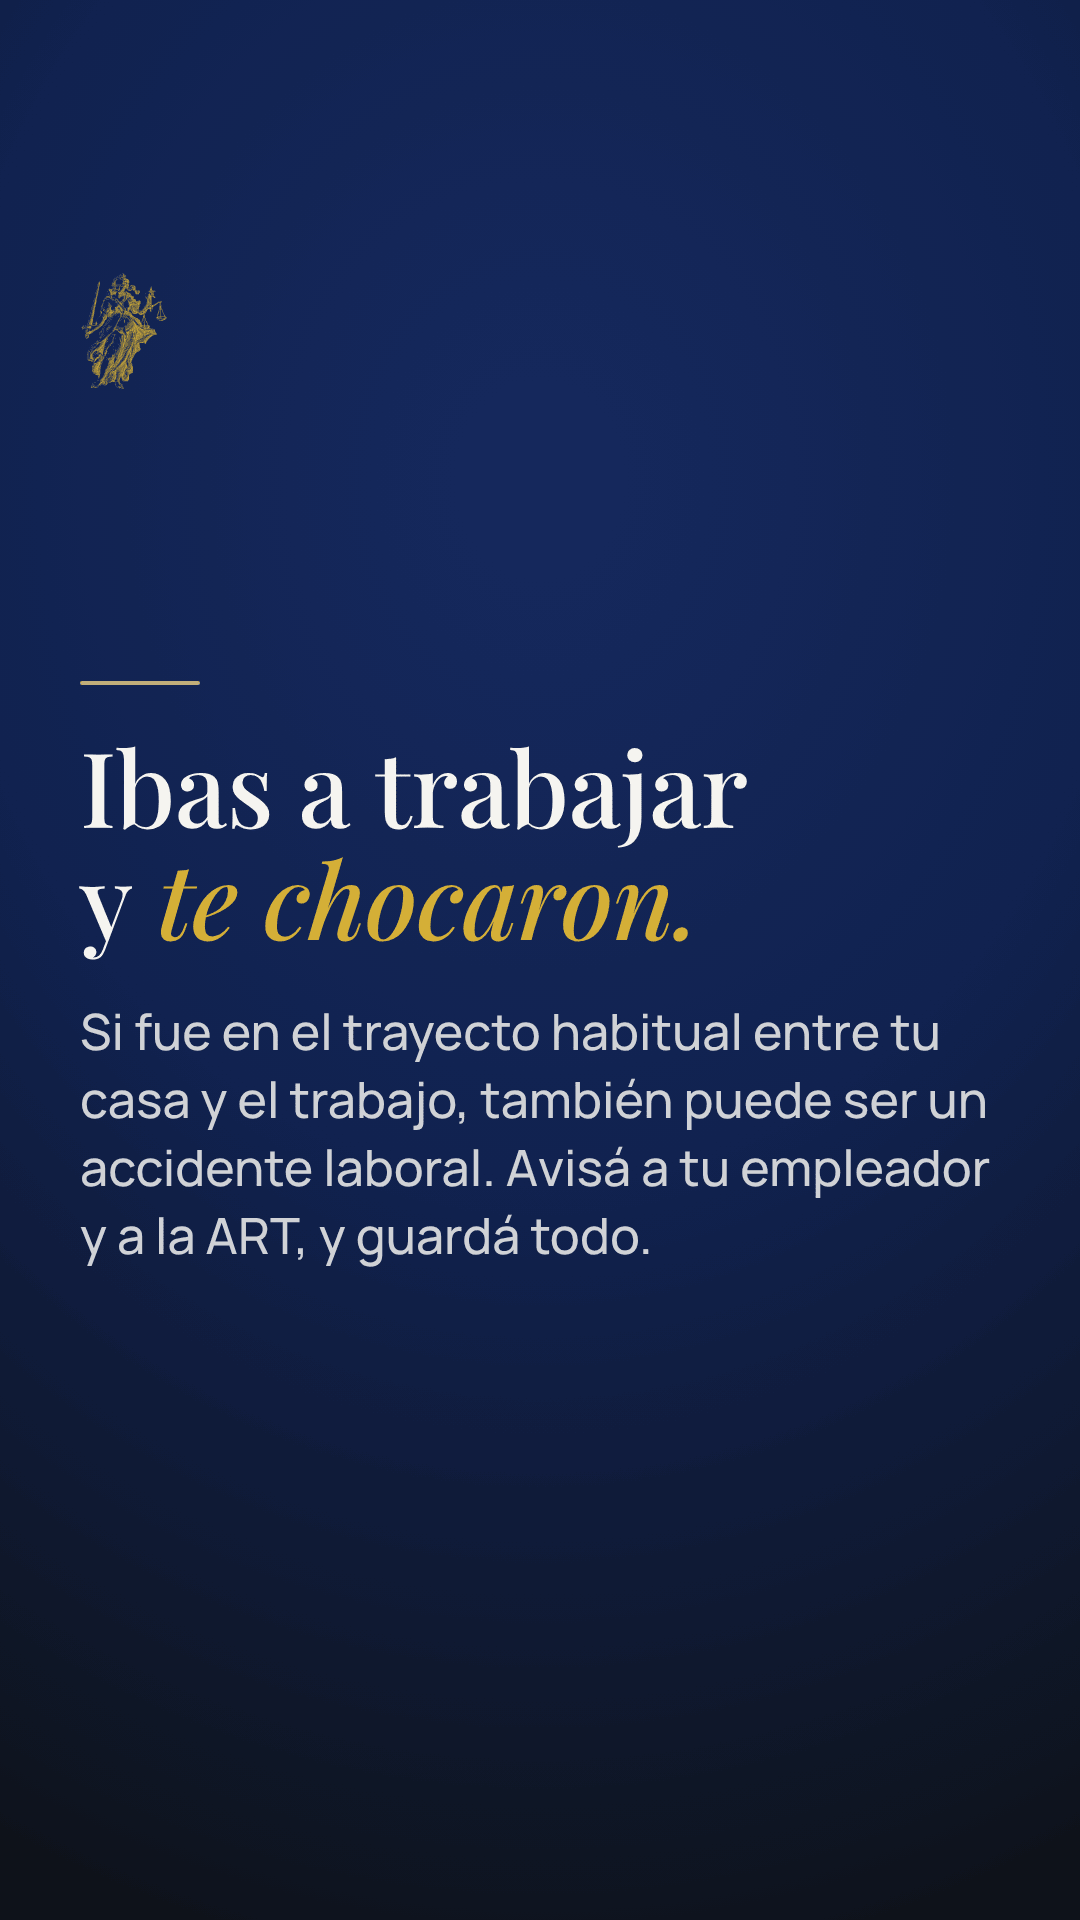 Ibas a trabajar
y te chocaron.
Si fue en el trayecto habitual entre tu
casa y el trabajo, también puede ser un
accidente laboral. Avisá a tu empleador
y a la ART, y guardá todo.